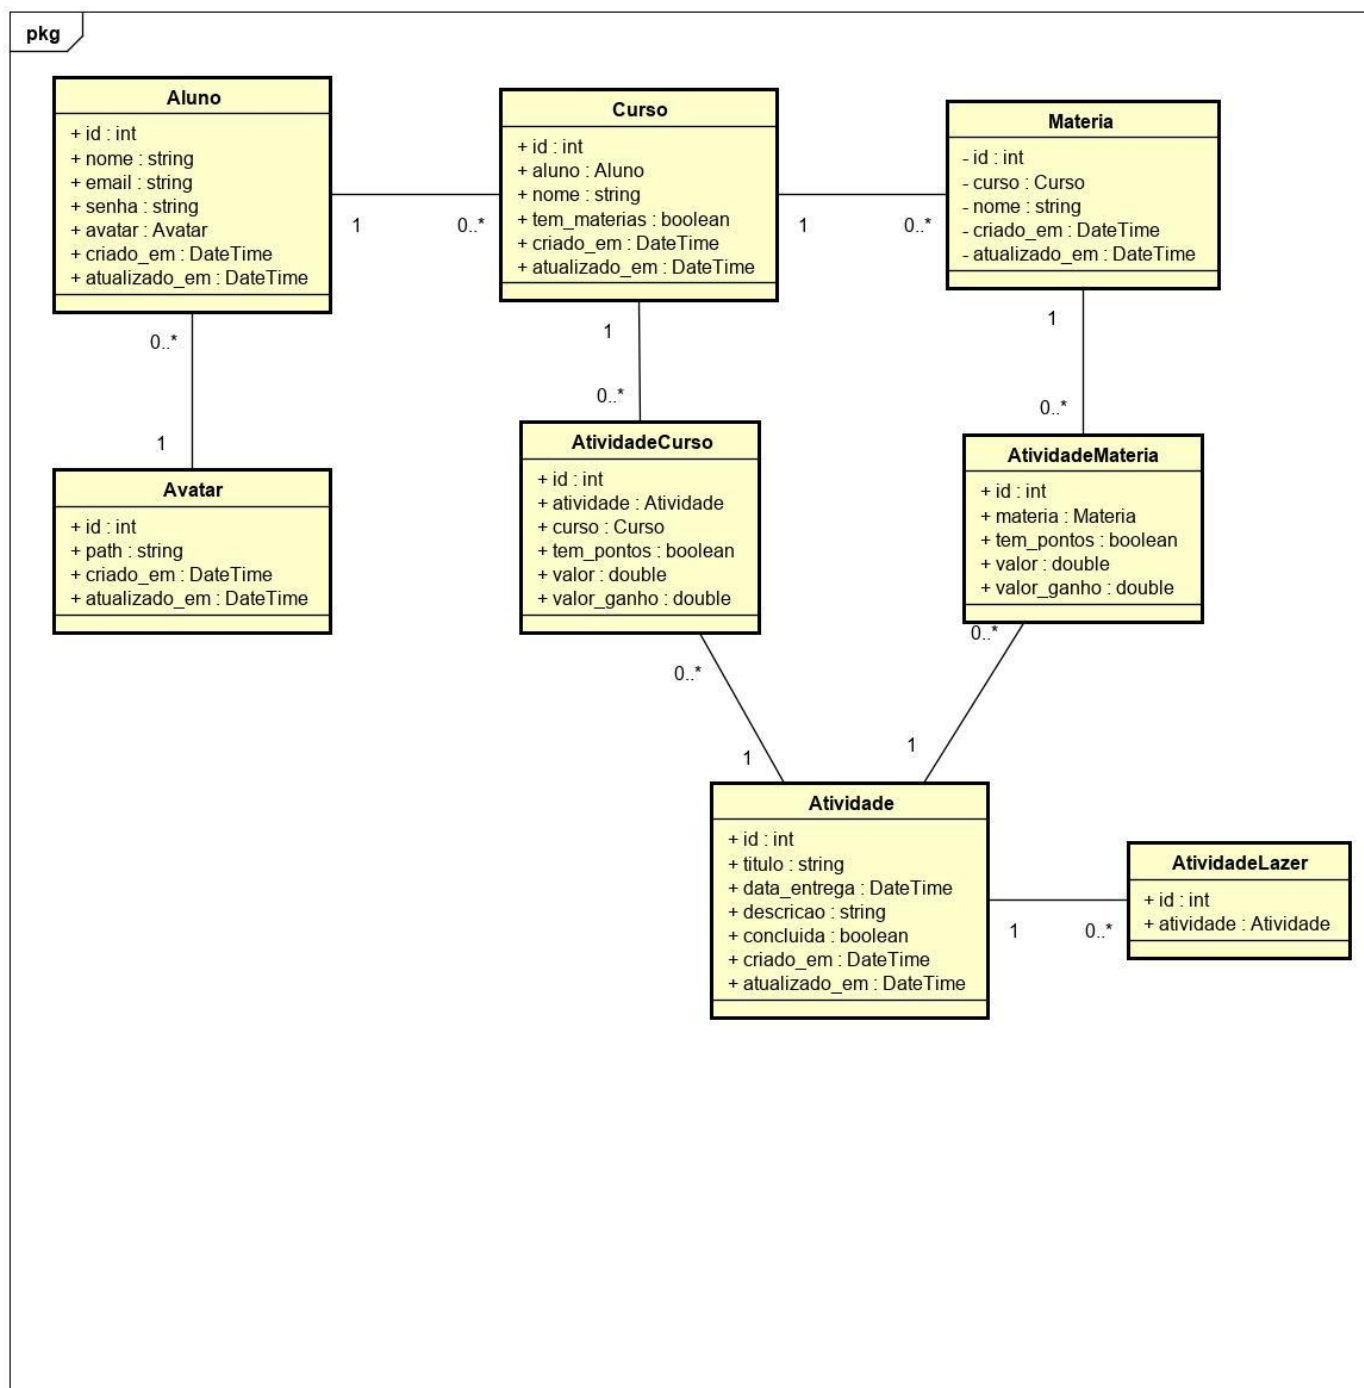 pkg
Aluno
+ id : int
+ nome : string
+ email : string
+ senha : string
+ avatar : Avatar
+ criado_em : DateTime
+ atualizado_em : DateTime
Curso
+ id : int
+ aluno : Aluno
+ nome : string
+ tem_materias : boolean
+ criado_em : DateTime
+ atualizado_em : DateTime
Materia
- id : int
- curso : Curso
- nome : string
- criado_em : DateTime
- atualizado_em : DateTime
1
0..*
1
0..*
0..*
1
1
0..*
1
0..*
Avatar
+ id : int
+ path : string
+ criado_em : DateTime
+ atualizado_em : DateTime
AtividadeCurso
+ id : int
+ atividade : Atividade
+ curso : Curso
+ tem_pontos : boolean
+ valor : double
+ valor_ganho : double
AtividadeMateria
+ id : int
+ materia : Materia
+ tem_pontos : boolean
+ valor : double
+ valor_ganho : double
0..*
1
0..*
1
Atividade
+ id : int
+ titulo : string
+ data_entrega : DateTime
+ descricao : string
+ concluida : boolean
+ criado_em : DateTime
+ atualizado_em : DateTime
1
0..*
AtividadeLazer
+ id : int
+ atividade : Atividade